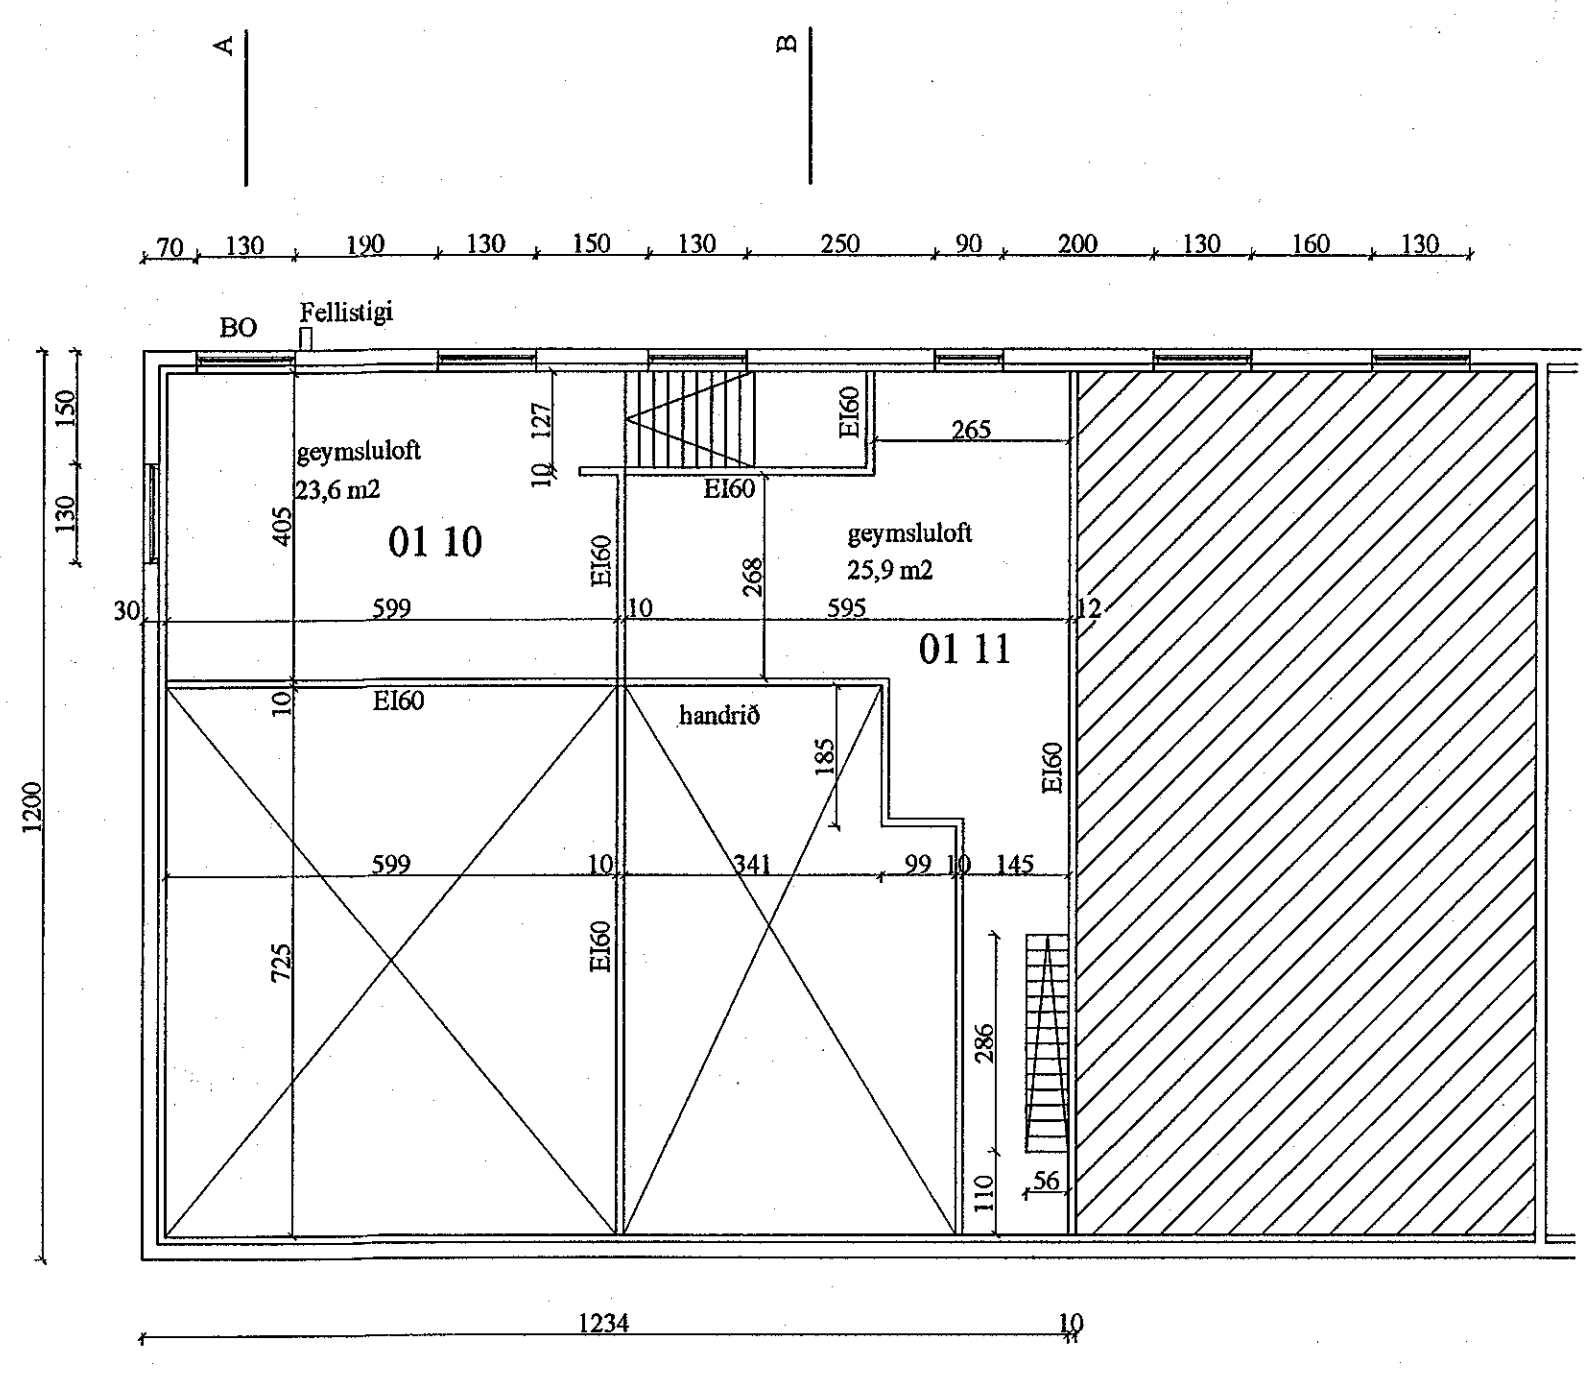 A
B
70 130 190 130 150 130 250 90 200 130 160 130
Fellistigi
BO
150
130
1200
127
10
EI60
265
geymsluloft
23,6 m2
405
01 10
EI60
EI60
268
geymsluloft
25,9 m2
30 599 10 595 12
01 11
10
EI60
handrið
185
EI60
599 10 341 99 10 145
725
EI60
286
56
110
1234 10